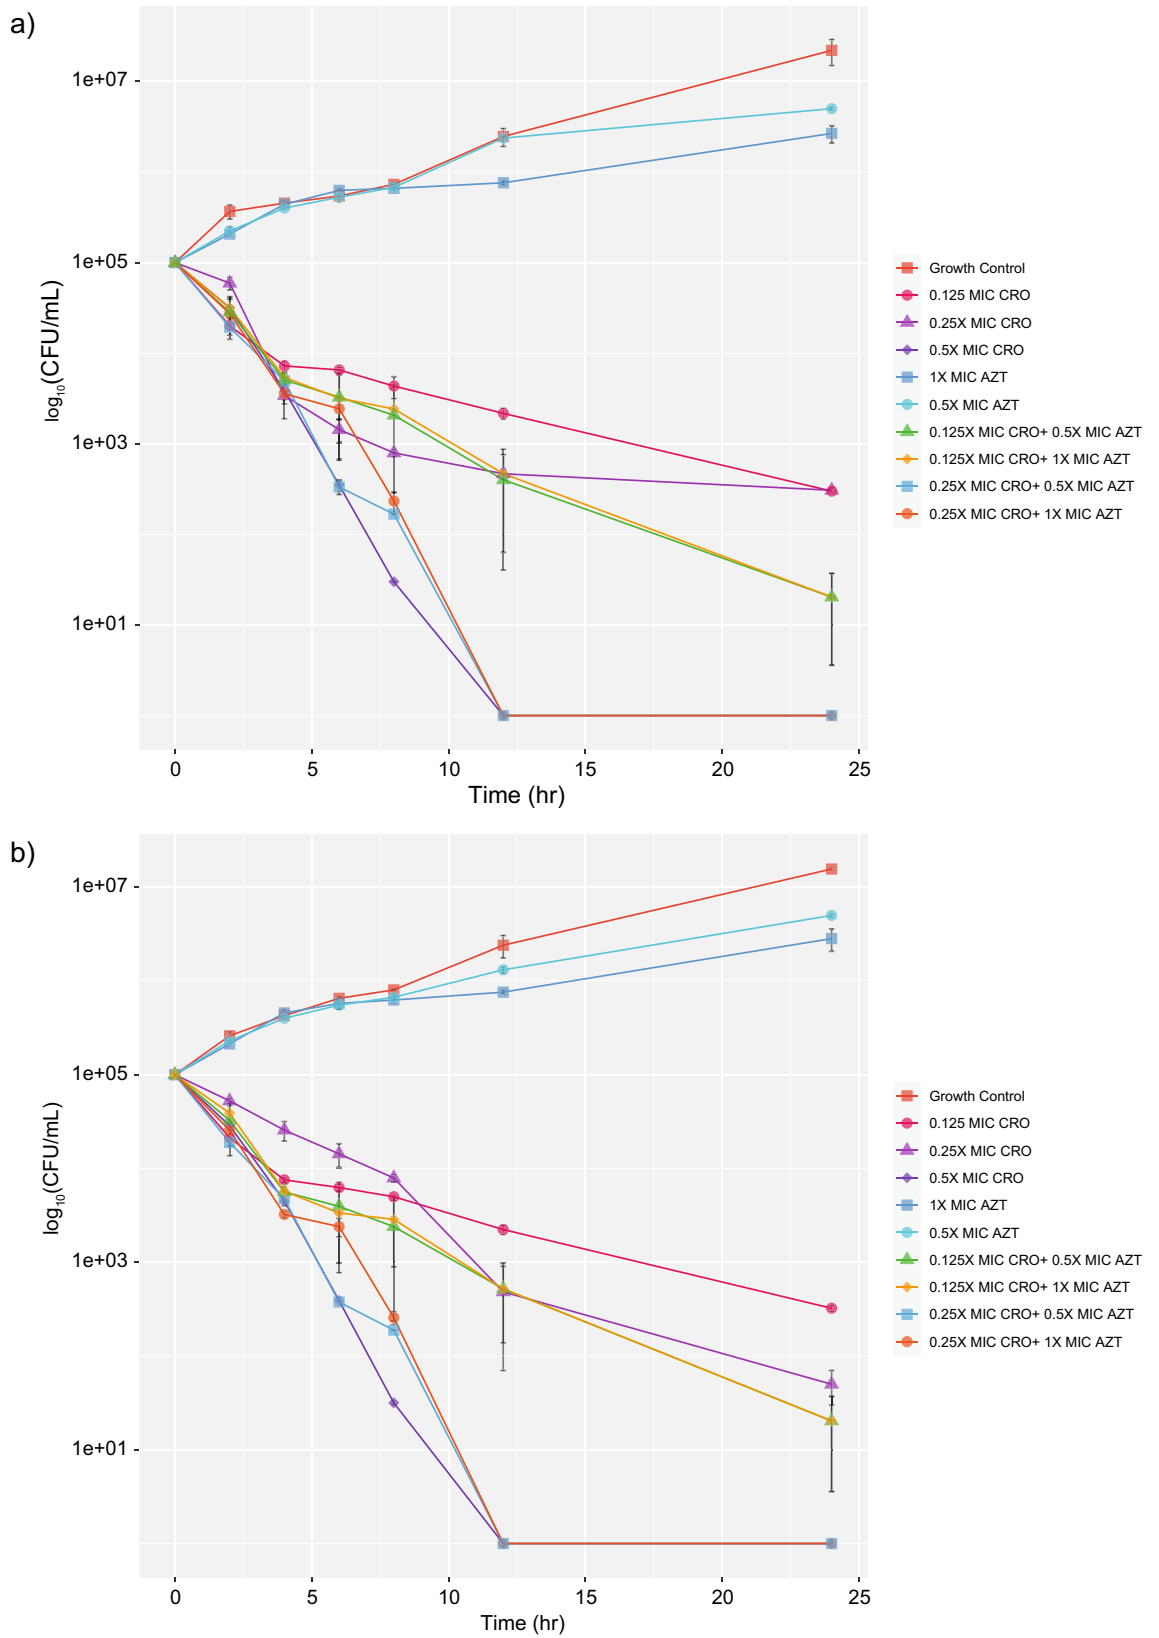 a)
1e+07
1e+05
1e+03
1e+01
log₁₀(CFU/mL)
0 5 10 15 20 25
Time (hr)
Growth Control
0.125 MIC CRO
0.25X MIC CRO
0.5X MIC CRO
1X MIC AZT
0.5X MIC AZT
0.125X MIC CRO+ 0.5X MIC AZT
0.125X MIC CRO+ 1X MIC AZT
0.25X MIC CRO+ 0.5X MIC AZT
0.25X MIC CRO+ 1X MIC AZT
b)
1e+07
1e+05
1e+03
1e+01
log₁₀(CFU/mL)
0 5 10 15 20 25
Time (hr)
Growth Control
0.125 MIC CRO
0.25X MIC CRO
0.5X MIC CRO
1X MIC AZT
0.5X MIC AZT
0.125X MIC CRO+ 0.5X MIC AZT
0.125X MIC CRO+ 1X MIC AZT
0.25X MIC CRO+ 0.5X MIC AZT
0.25X MIC CRO+ 1X MIC AZT